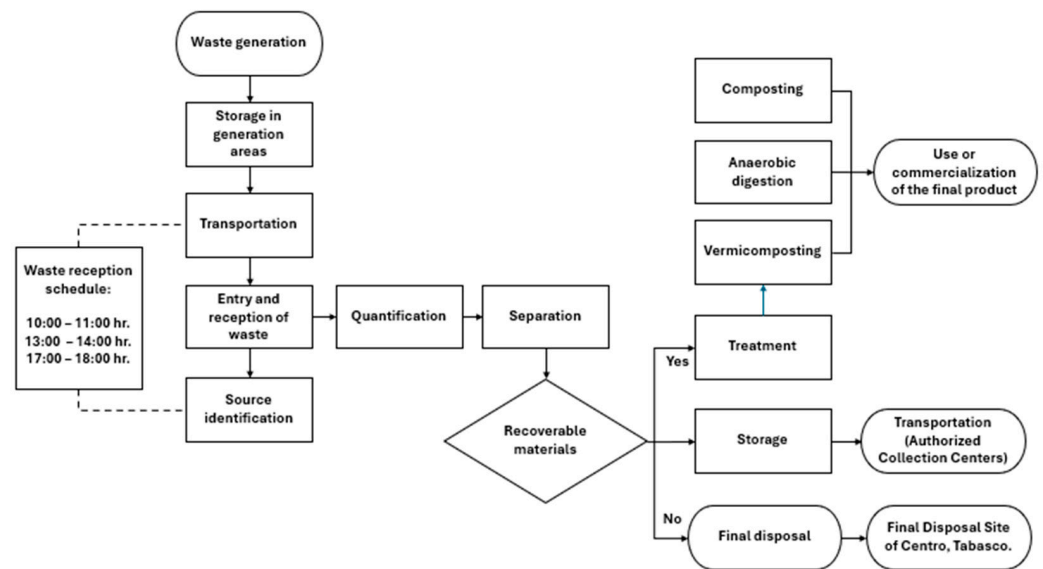 Waste generation
Storage in
generation
areas
Transportation
Waste reception
schedule:
10:00 – 11:00 hr.
13:00 – 14:00 hr.
17:00 – 18:00 hr.
Entry and
reception of
waste
Source
identification
Quantification
Separation
Recoverable
materials
Yes
No
Composting
Anaerobic
digestion
Vermicomposting
Treatment
Use or
commercialization
of the final product
Storage
Transportation
(Authorized
Collection Centers)
Final disposal
Final Disposal Site
of Centro, Tabasco.